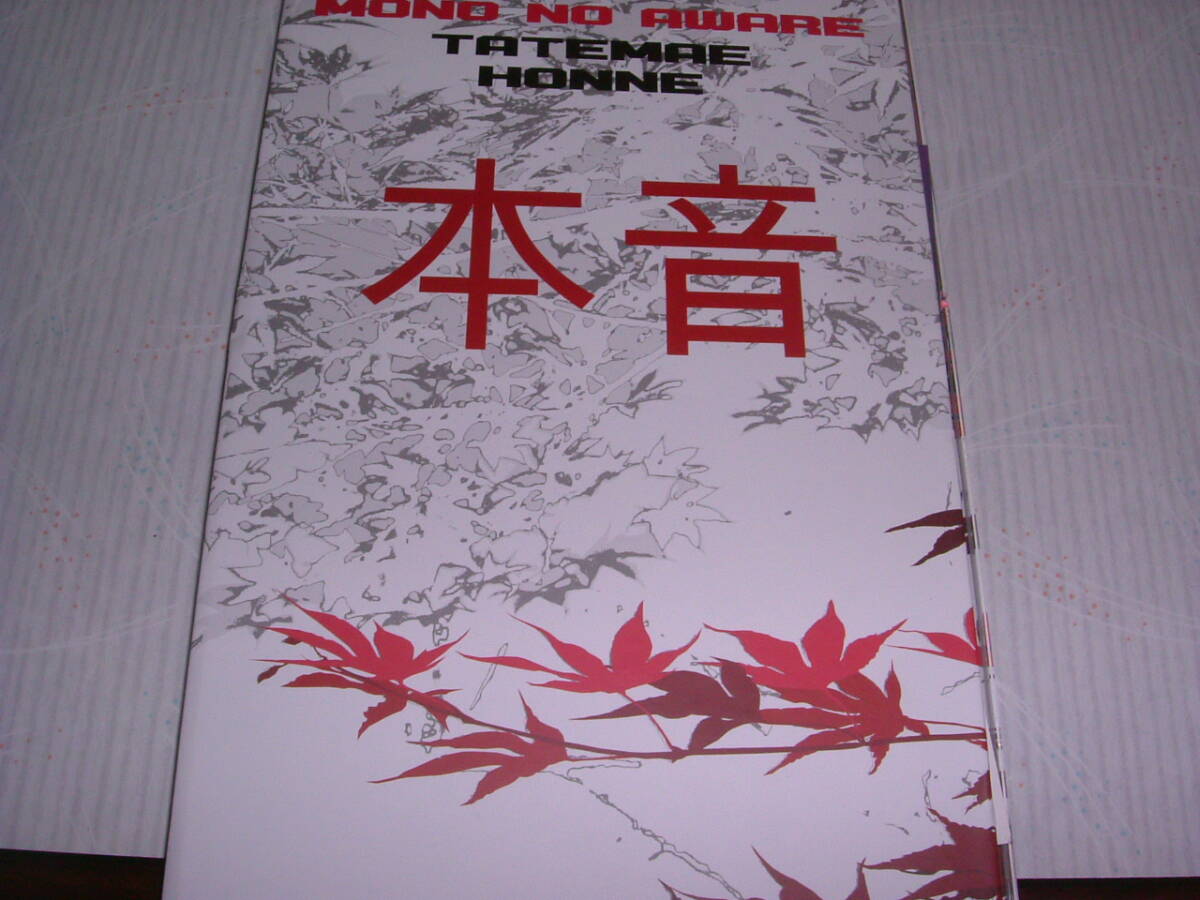 MONO NO AWARE
TATEMAE
HONNE
本音